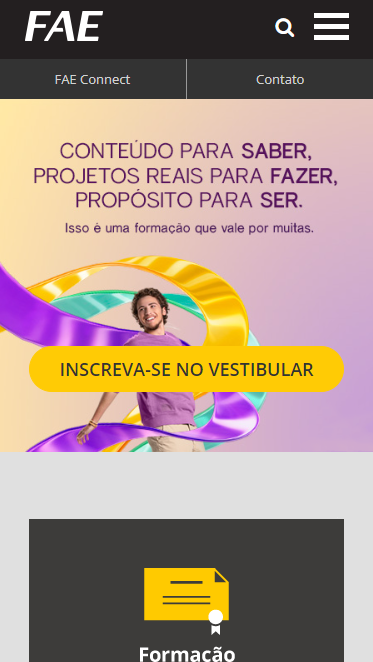 FAE
FAE Connect
Contato
CONTEÚDO PARA SABER,
PROJETOS REAIS PARA FAZER,
PROPÓSITO PARA SER.
Isso é uma formação que vale por muitas.
INSCREVA-SE NO VESTIBULAR
Formação